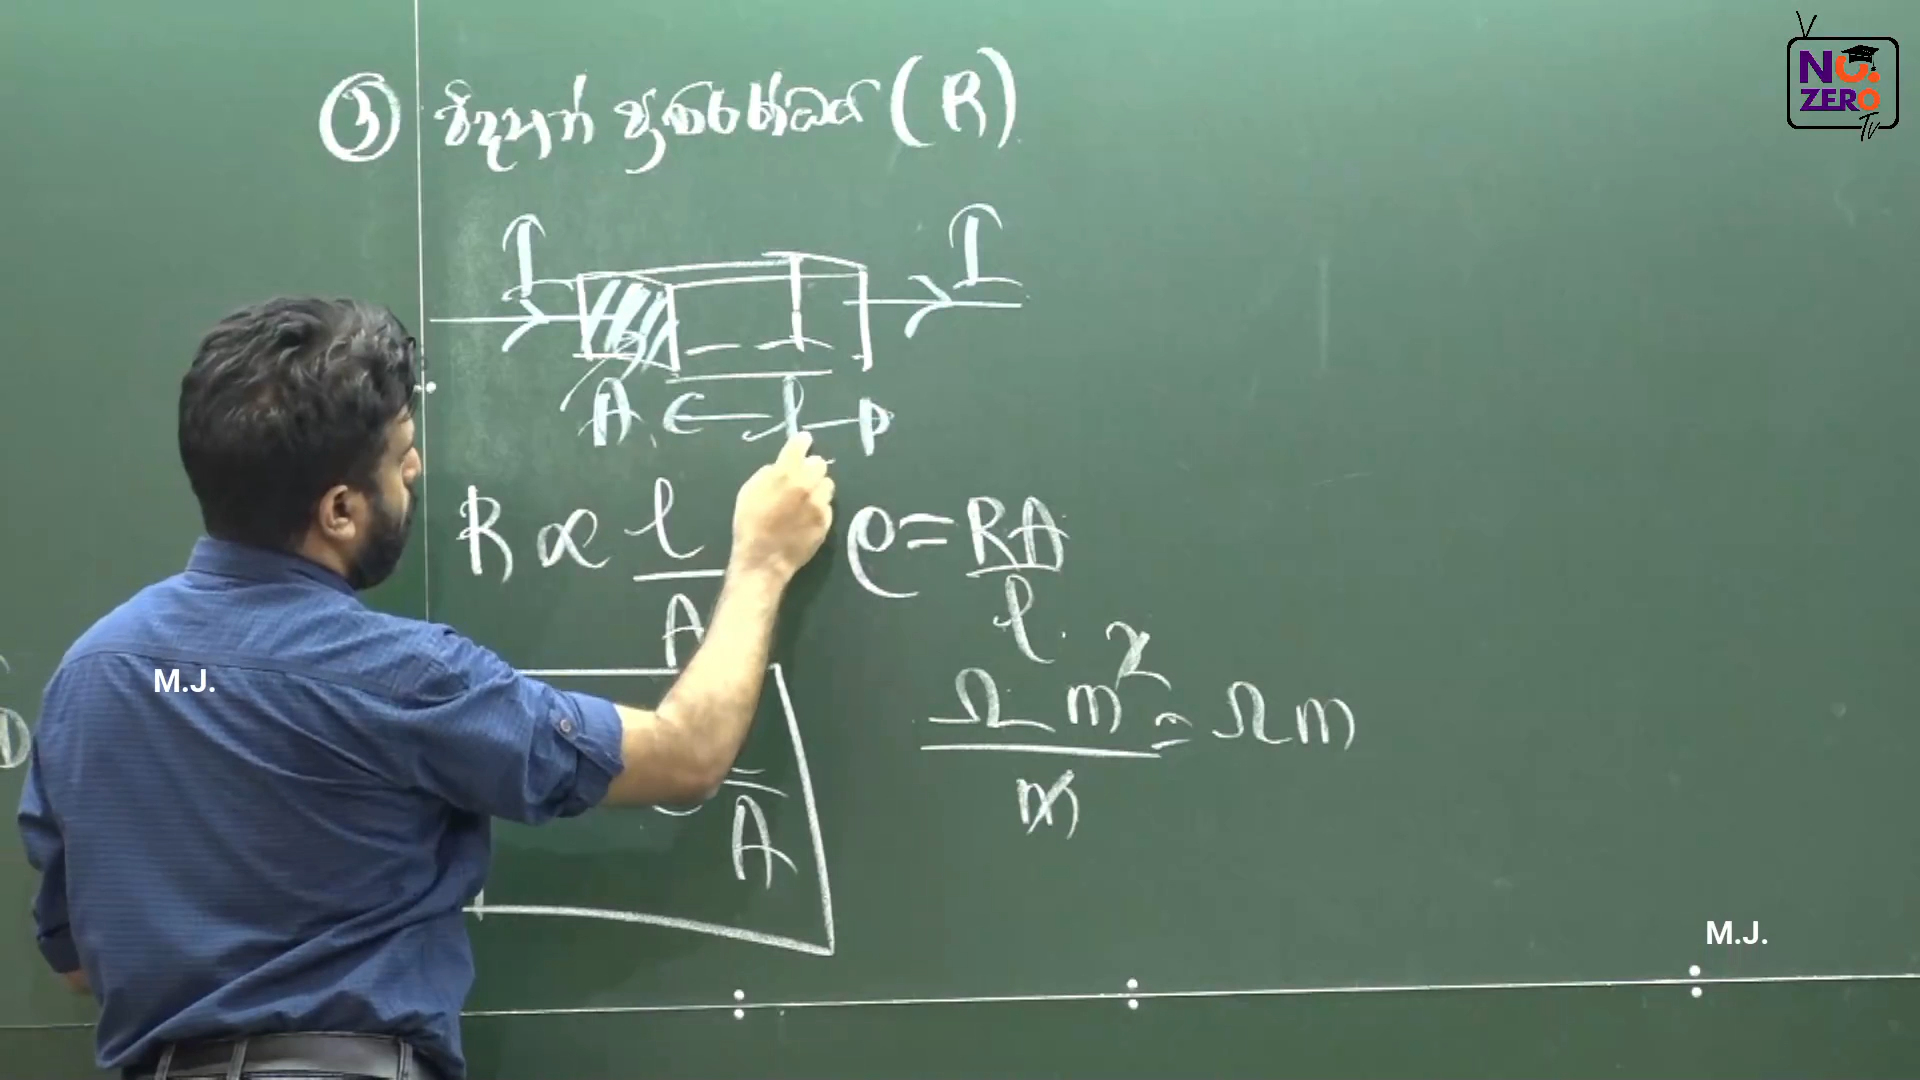 ③ විද්‍යුත් ප්‍රතිරෝධය (R)
I I
A l
R ∝ l/A
ρ = RA/l
Ω m²/m = Ω m
A
D
M.J.
M.J.
NO. ZERO Tv